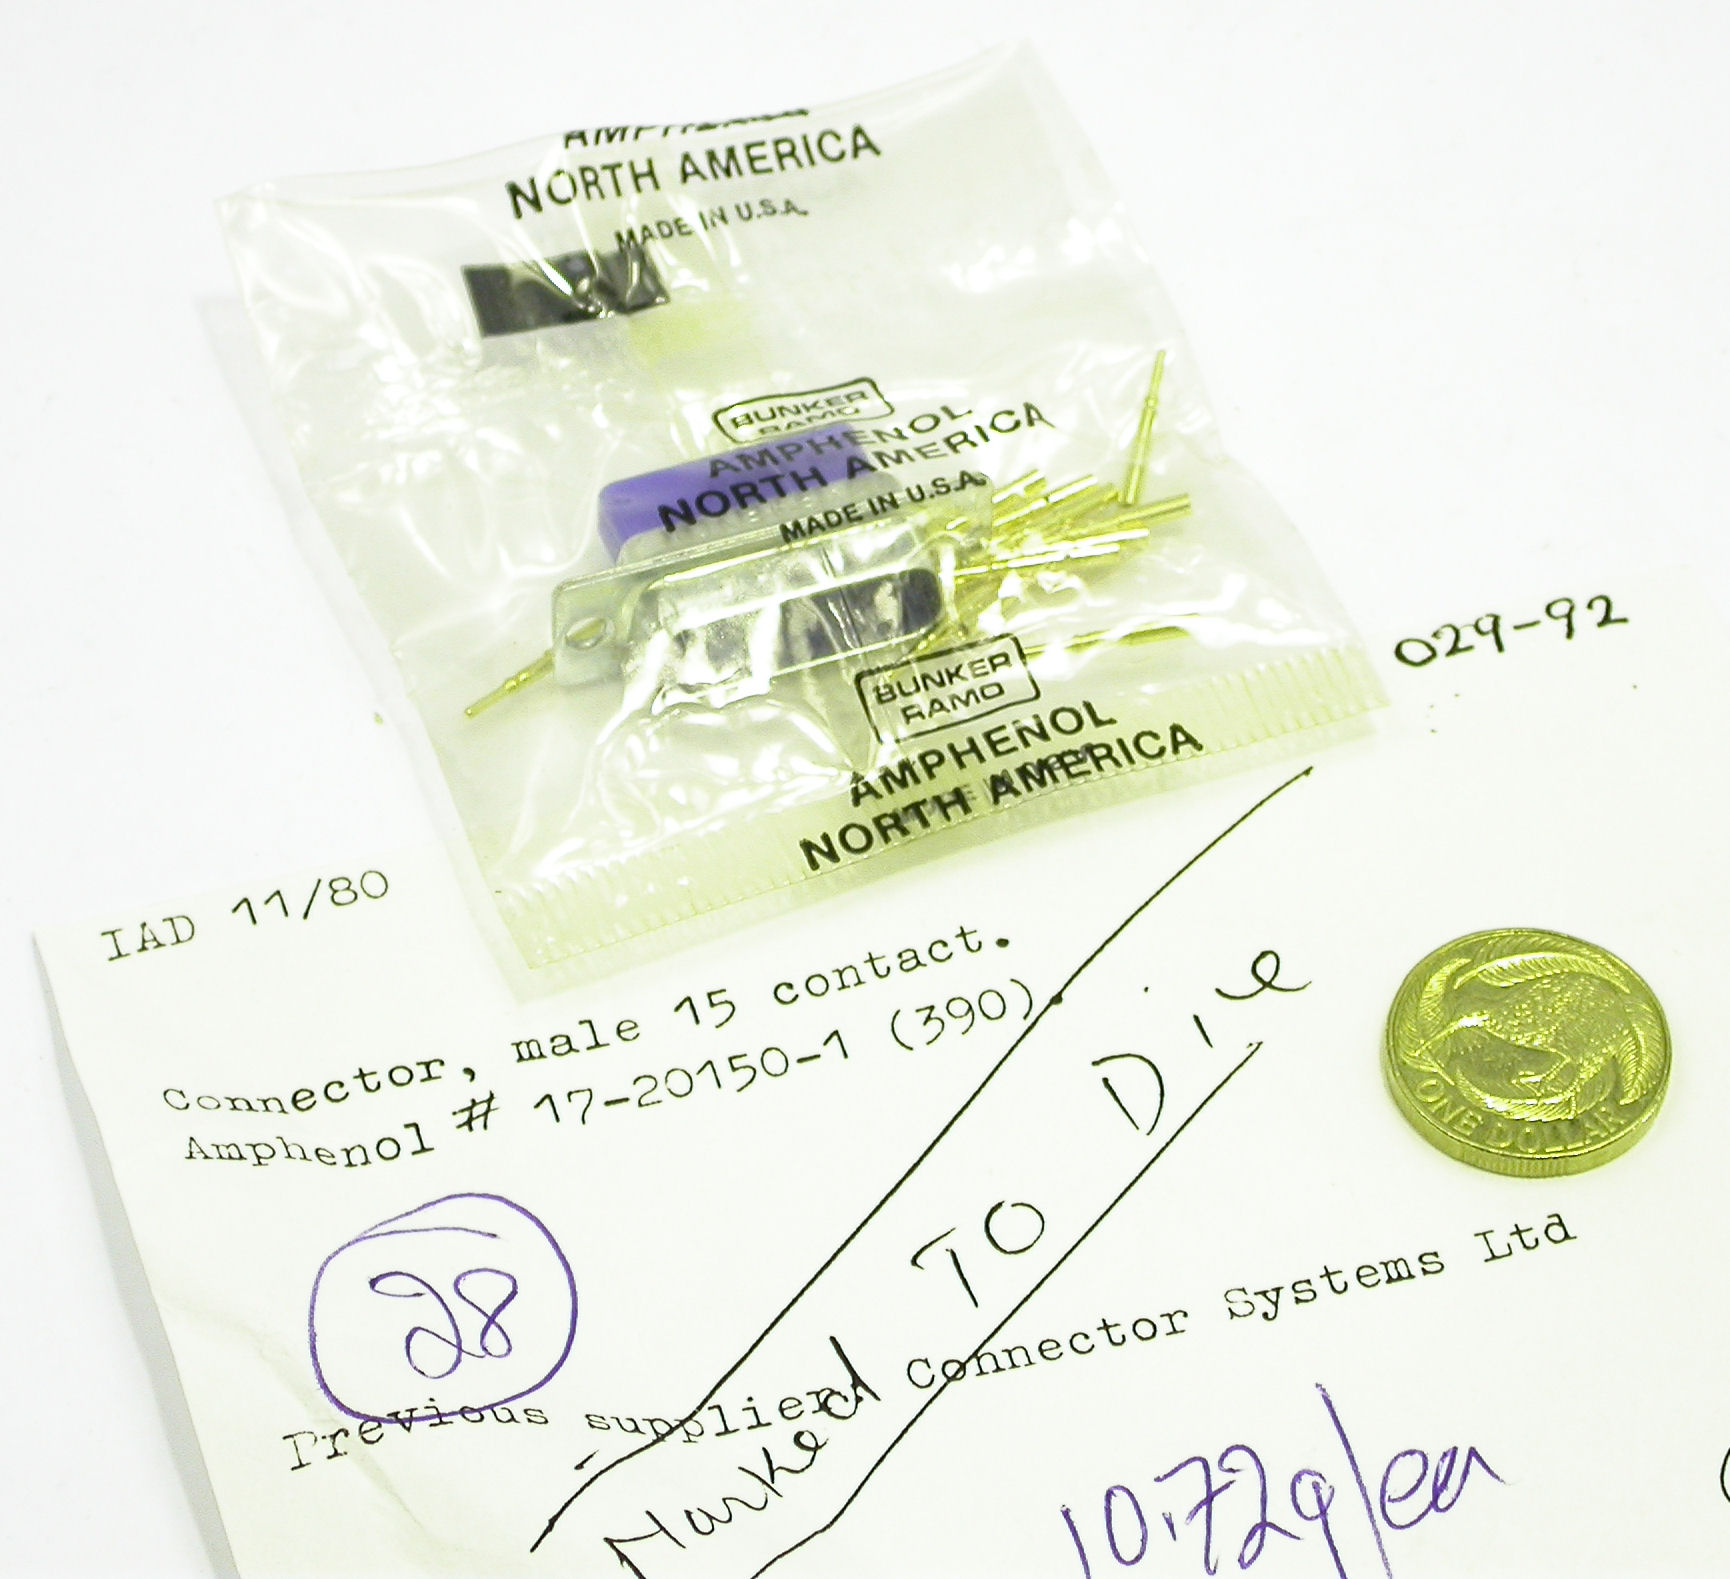 NORTH AMERICA
MADE IN U.S.A.
BUNKER
RAMO
AMPHENOL
NORTH AMERICA
MADE IN U.S.A.
BUNKER
RAMO
AMPHENOL
NORTH AMERICA
029-92
IAD 11/80
Connector, male 15 contact.
Amphenol # 17-20150-1 (390).
28
Marked TO Die
ONE DOLLAR
Previous supplier Connector Systems Ltd
10.72g/ea